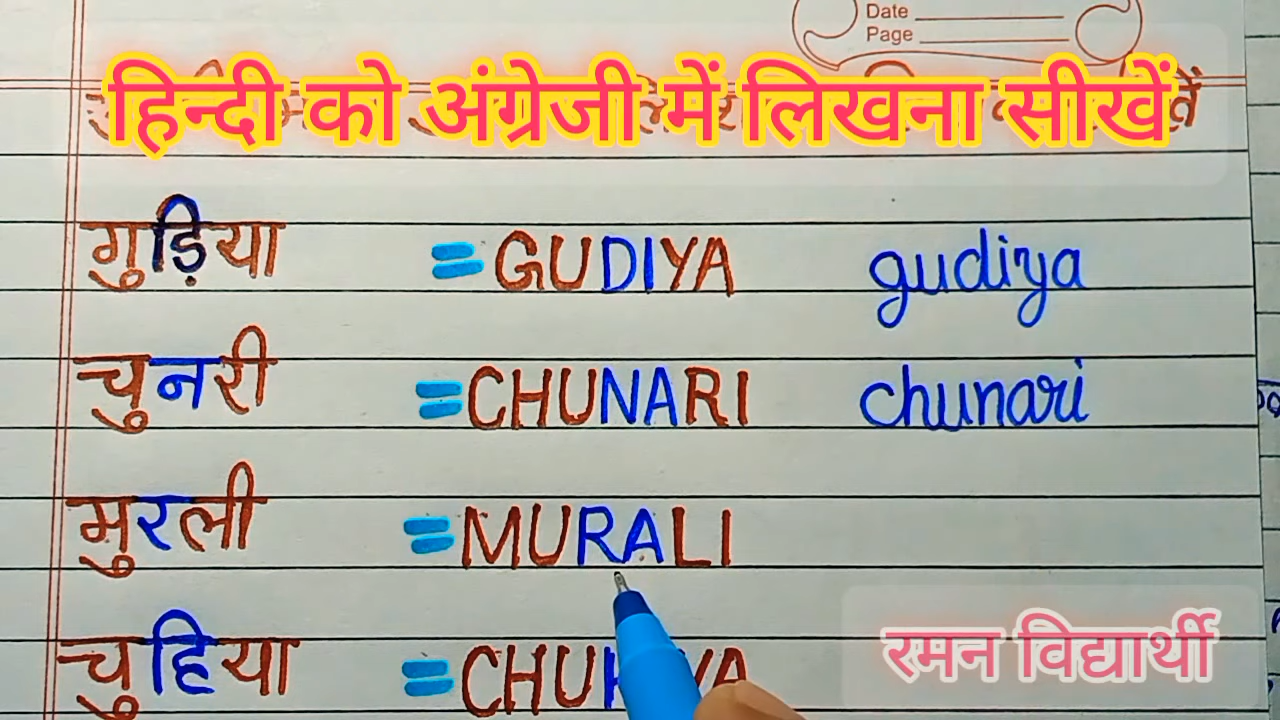 Date
Page
हिन्दी को अंग्रेजी में लिखना सीखें
गुड़िया = GUDIYA gudiya
चुनरी = CHUNARI chunari
मुरली = MURALI
चुहिया =
रमन विद्यार्थी